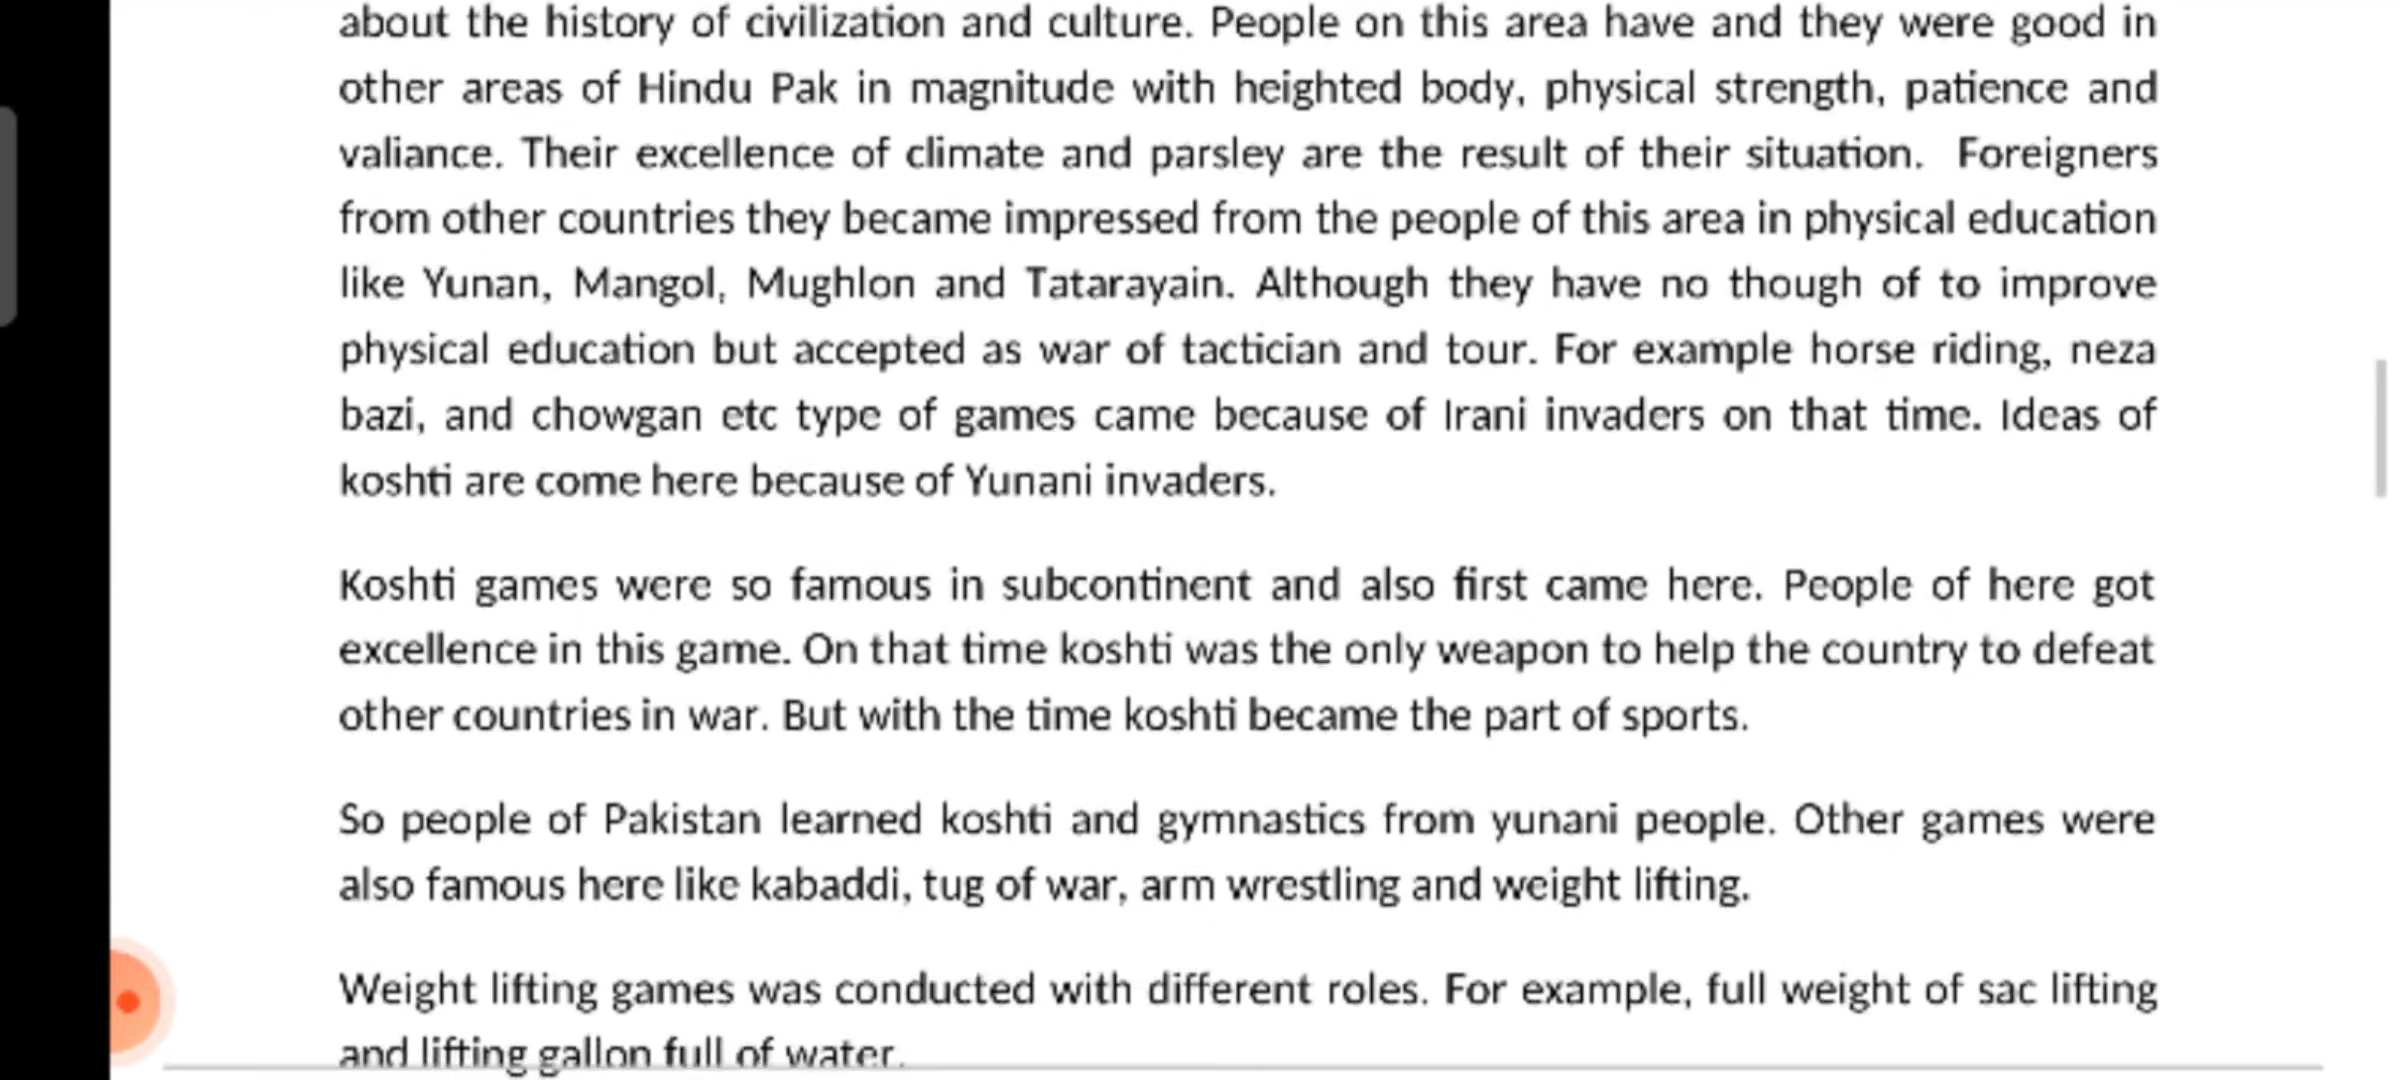 about the history of civilization and culture. People on this area have and they were good in
other areas of Hindu Pak in magnitude with heighted body, physical strength, patience and
valiance. Their excellence of climate and parsley are the result of their situation.  Foreigners
from other countries they became impressed from the people of this area in physical education
like Yunan, Mangol, Mughlon and Tatarayain. Although they have no though of to improve
physical education but accepted as war of tactician and tour. For example horse riding, neza
bazi, and chowgan etc type of games came because of Irani invaders on that time. Ideas of
koshti are come here because of Yunani invaders.
Koshti games were so famous in subcontinent and also first came here. People of here got
excellence in this game. On that time koshti was the only weapon to help the country to defeat
other countries in war. But with the time koshti became the part of sports.
So people of Pakistan learned koshti and gymnastics from yunani people. Other games were
also famous here like kabaddi, tug of war, arm wrestling and weight lifting.
Weight lifting games was conducted with different roles. For example, full weight of sac lifting
and lifting gallon full of water.